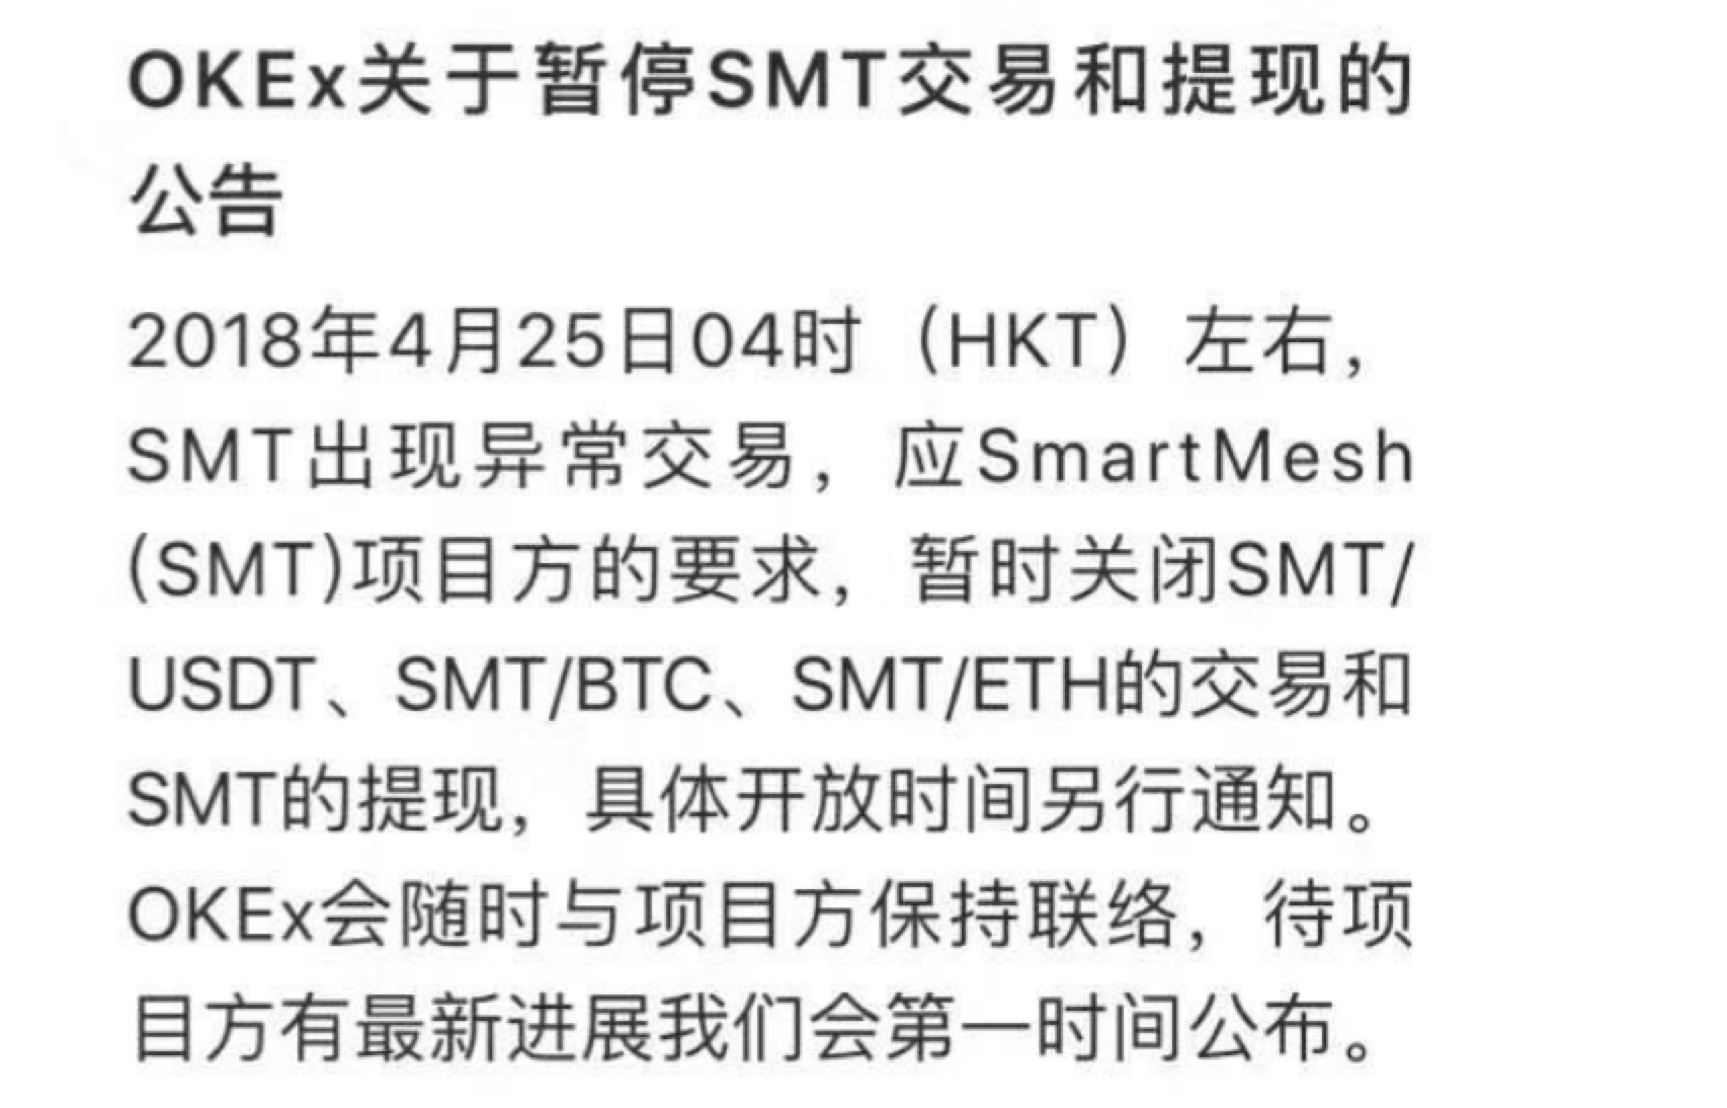 OKEx关于暂停SMT交易和提现的
公告
2018年4月25日04时（HKT）左右，
SMT出现异常交易，应SmartMesh
(SMT)项目方的要求，暂时关闭SMT/
USDT、SMT/BTC、SMT/ETH的交易和
SMT的提现，具体开放时间另行通知。
OKEx会随时与项目方保持联络，待项
目方有最新进展我们会第一时间公布。